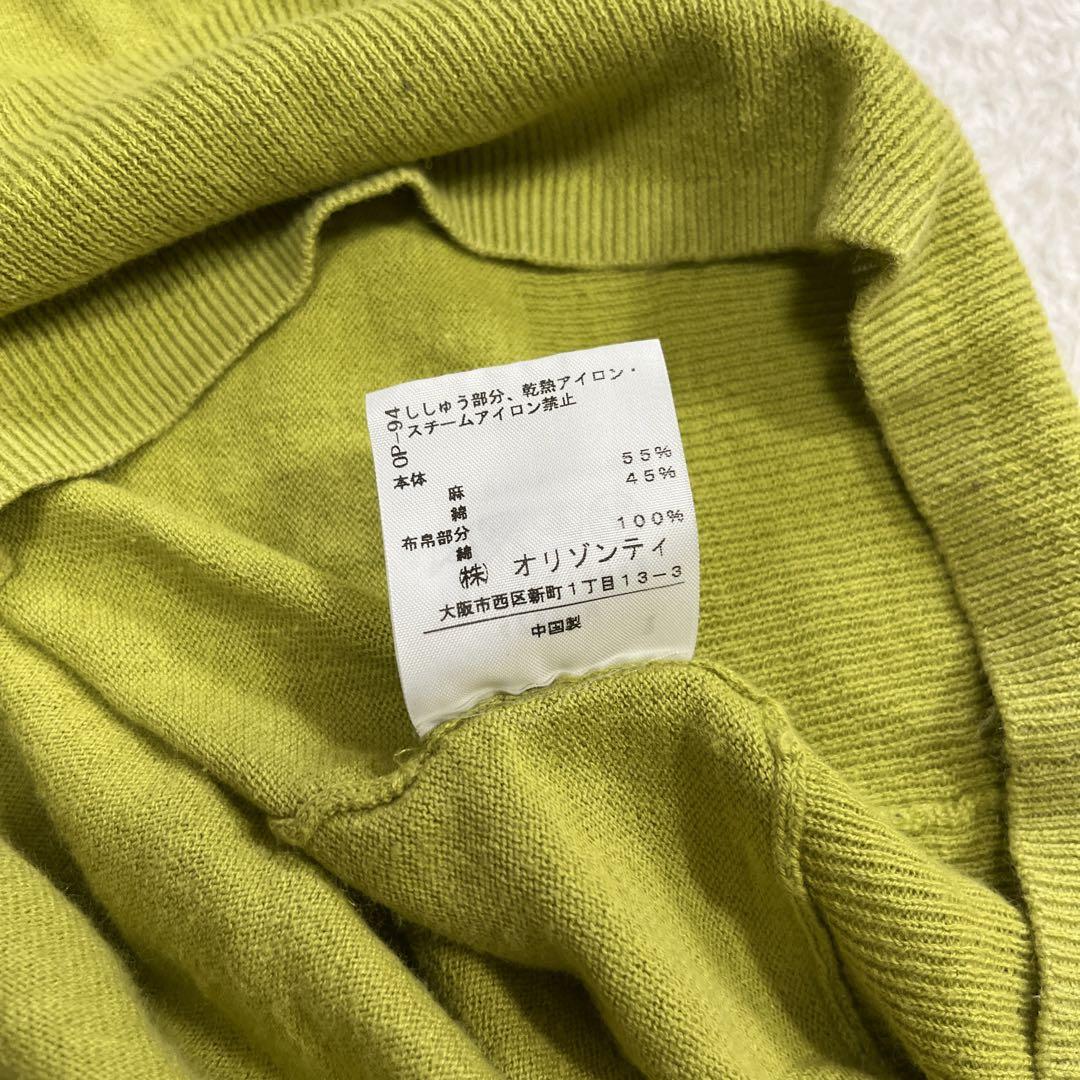 OP-94
ししゅう部分、乾熱アイロン・
スチームアイロン禁止
本体
麻 55%
綿 45%
布帛部分
綿 100%
㈱ オリゾンティ
大阪市西区新町1丁目13-3
中国製